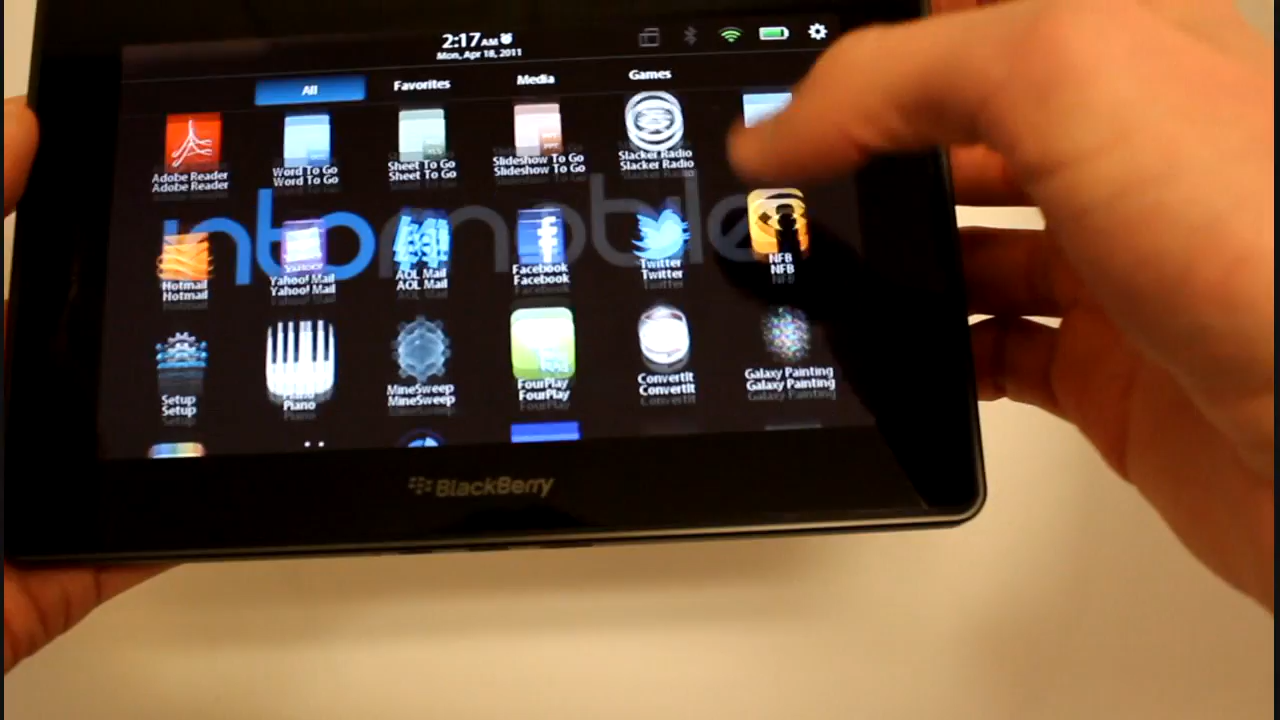 2:17AM
Mon, Apr 18, 2011
All Favorites Media Games
Adobe Reader Word To Go Sheet To Go Slideshow To Go Slacker Radio
Adobe Reader Word To Go Sheet To Go Slideshow To Go Slacker Radio
intomobile
Hotmail Yahoo! Mail AOL Mail Facebook Twitter NFB
Hotmail Yahoo! Mail AOL Mail Facebook Twitter NFB
Setup Piano MineSweep FourPlay ConvertIt Galaxy Painting
Setup Piano MineSweep FourPlay ConvertIt Galaxy Painting
BlackBerry